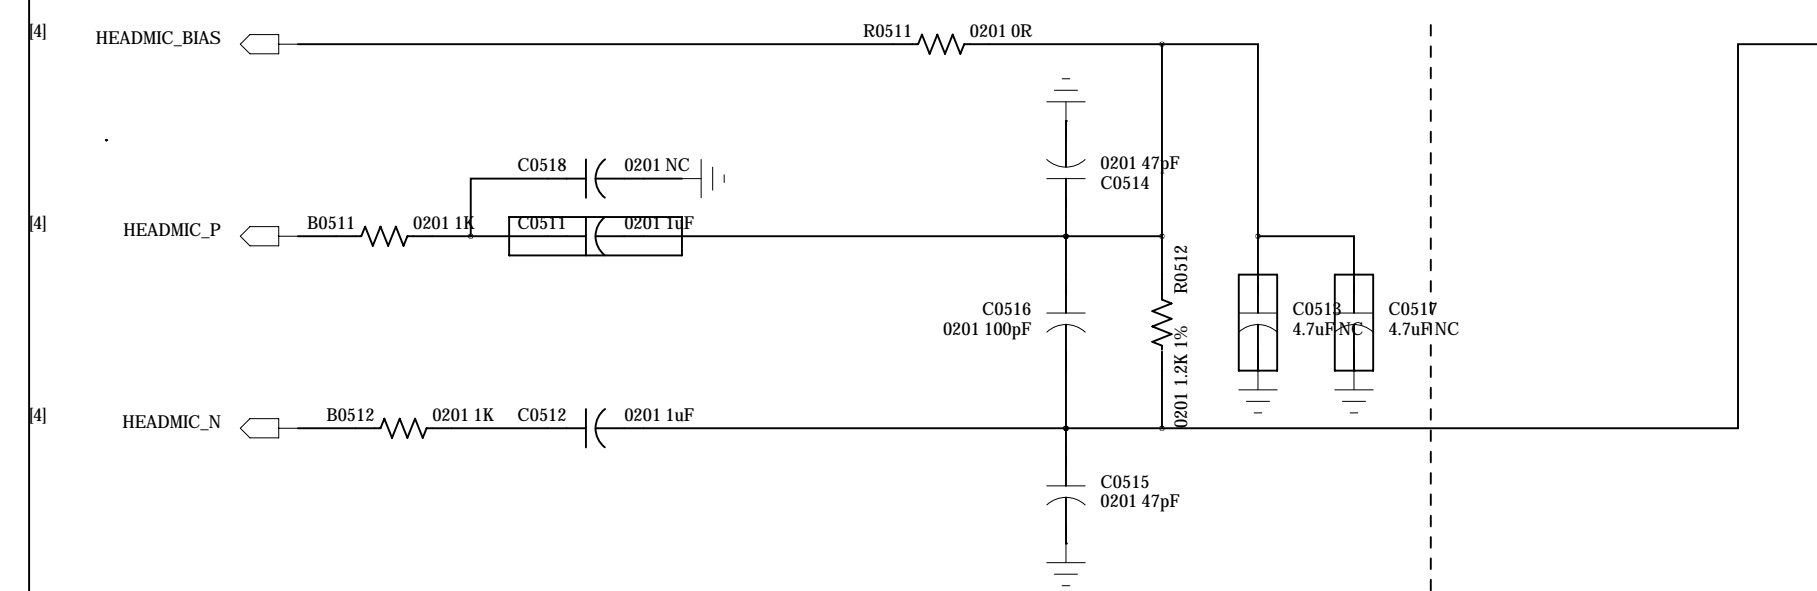 [4] HEADMIC_BIAS R0511 0201 0R
C0518 0201 NC 0201 47pF
C0514
[4] HEADMIC_P B0511 0201 1K C0511 0201 1uF
R0512
C0516 C0513 C0517
0201 100pF 4.7uF NC 4.7uF NC
0201 1.2K 1%
[4] HEADMIC_N B0512 0201 1K C0512 0201 1uF
C0515
0201 47pF